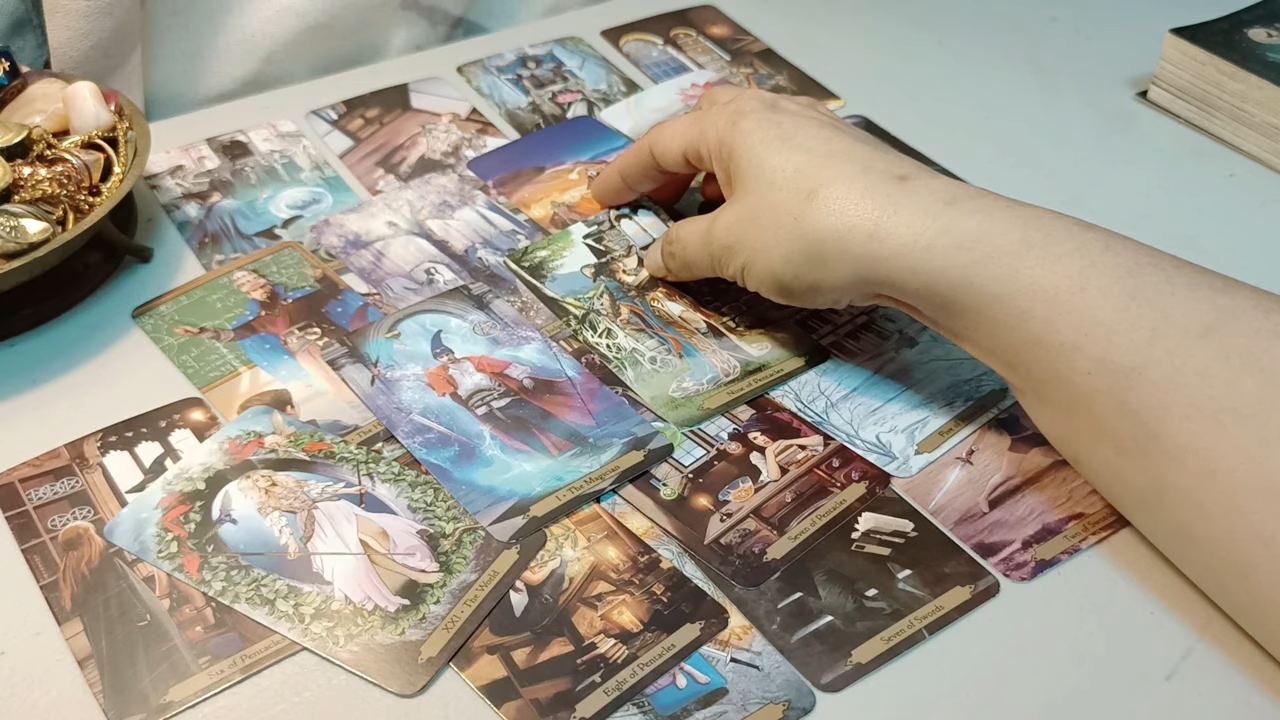 I • The Magician
Nine of Pentacles
Seven of Pentacles
Two of Swords
Seven of Swords
XXI • The World
Six of Pentacles
Eight of Pentacles